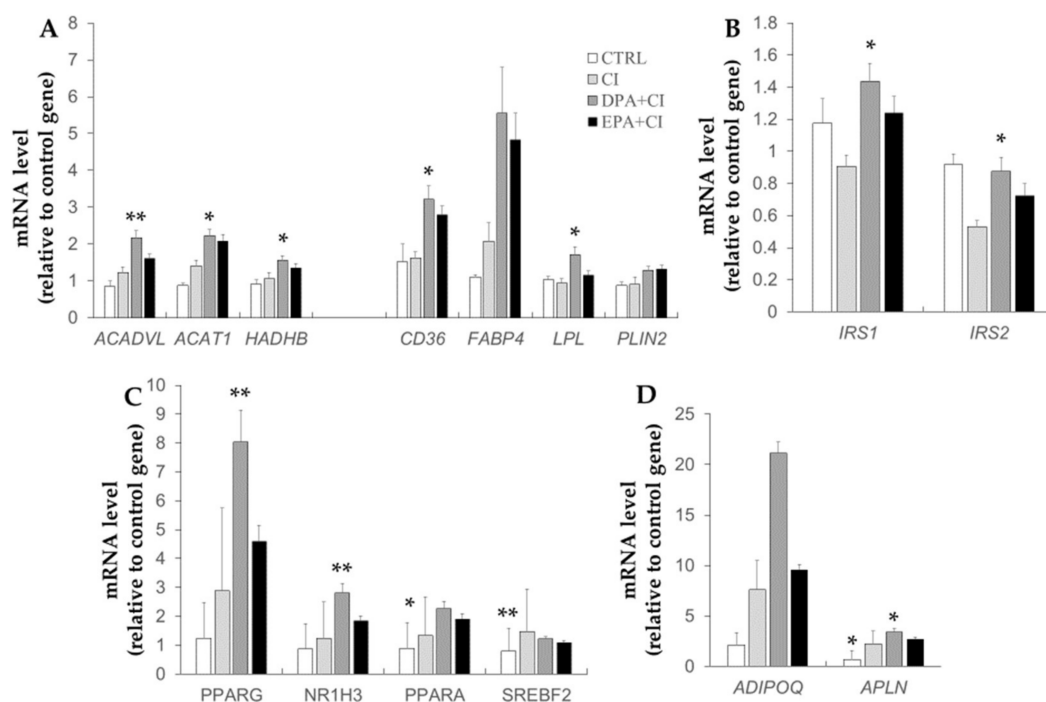 A
mRNA level
(relative to control gene)
8
7
6
5
4
3
2
1
0
CTRL
CI
DPA+CI
EPA+CI
**
*
*
*
*
ACADVL ACAT1 HADHB CD36 FABP4 LPL PLIN2
B
mRNA level
(relative to control gene)
1.8
1.6
1.4
1.2
1
0.8
0.6
0.4
0.2
0
*
*
IRS1 IRS2
C
mRNA level
(relative to control gene)
10
9
8
7
6
5
4
3
2
1
0
**
**
*
**
PPARG NR1H3 PPARA SREBF2
D
mRNA level
(relative to control gene)
25
20
15
10
5
0
*
*
ADIPOQ APLN